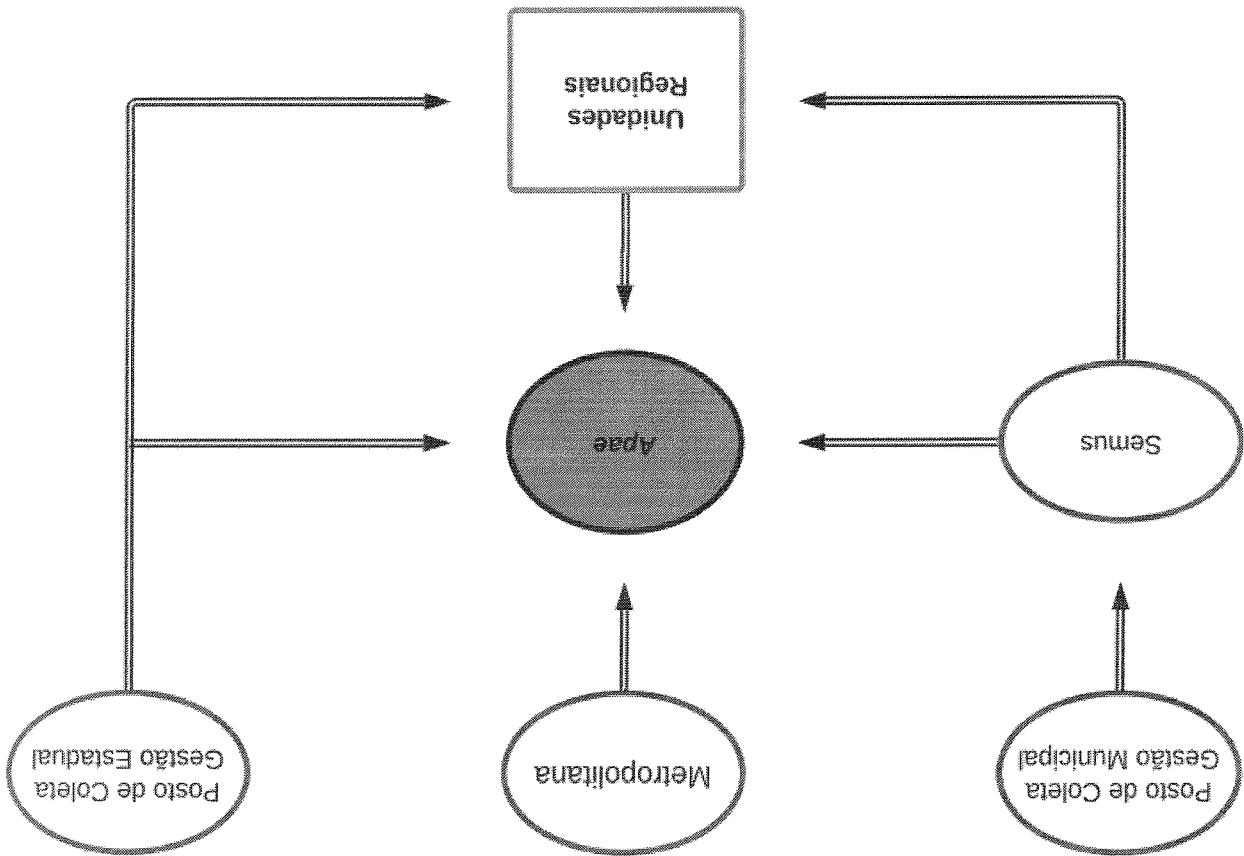 Posto de Coleta
Gestão Municipal
Metropolitana
Posto de Coleta
Gestão Estadual
Semus
Apae
Unidades
Regionais